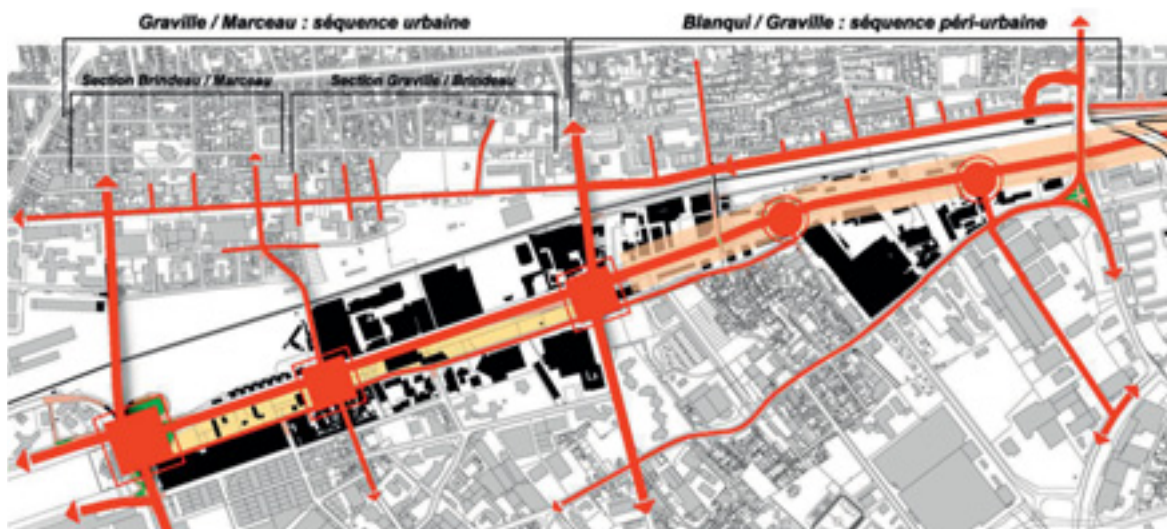 Graville / Marceau : séquence urbaine
Blanqui / Graville : séquence péri-urbaine
Section Brindeau / Marceau
Section Graville / Brindeau